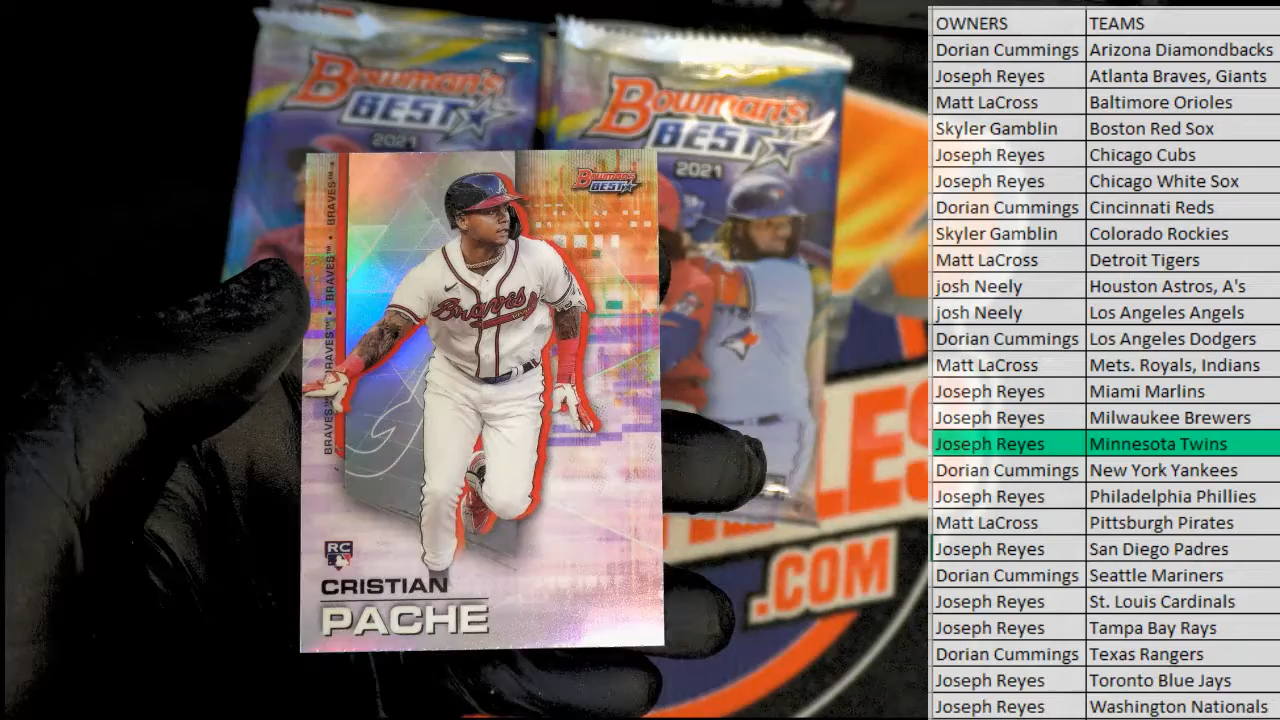 BOWMAN'S
BEST
2021
BOWMAN'S
BEST
2021
BOWMAN'S
BEST
BRAVES™ • BRAVES™ • BRAVES™ • BRAVES™
Braves
RC
CRISTIAN
PACHE
.COM
OWNERS TEAMS
Dorian Cummings Arizona Diamondbacks
Joseph Reyes Atlanta Braves, Giants
Matt LaCross Baltimore Orioles
Skyler Gamblin Boston Red Sox
Joseph Reyes Chicago Cubs
Joseph Reyes Chicago White Sox
Dorian Cummings Cincinnati Reds
Skyler Gamblin Colorado Rockies
Matt LaCross Detroit Tigers
josh Neely Houston Astros, A's
josh Neely Los Angeles Angels
Dorian Cummings Los Angeles Dodgers
Matt LaCross Mets. Royals, Indians
Joseph Reyes Miami Marlins
Joseph Reyes Milwaukee Brewers
Joseph Reyes Minnesota Twins
Dorian Cummings New York Yankees
Joseph Reyes Philadelphia Phillies
Matt LaCross Pittsburgh Pirates
Joseph Reyes San Diego Padres
Dorian Cummings Seattle Mariners
Joseph Reyes St. Louis Cardinals
Joseph Reyes Tampa Bay Rays
Dorian Cummings Texas Rangers
Joseph Reyes Toronto Blue Jays
Joseph Reyes Washington Nationals